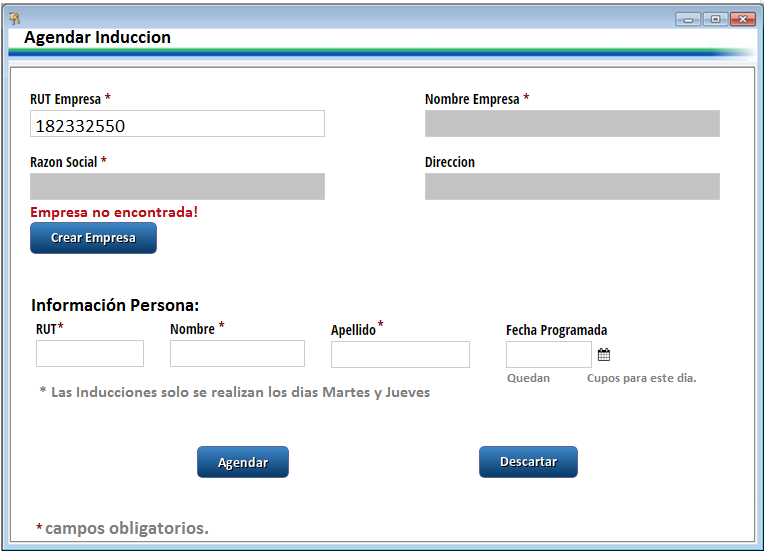 Agendar Induccion
RUT Empresa *
Nombre Empresa *
182332550
Razon Social *
Direccion
Empresa no encontrada!
Crear Empresa
Información Persona:
RUT* Nombre * Apellido* Fecha Programada
Quedan Cupos para este dia.
* Las Inducciones solo se realizan los dias Martes y Jueves
Agendar
Descartar
* campos obligatorios.